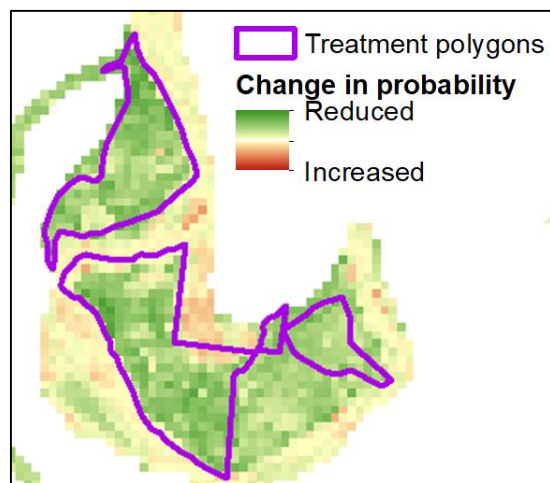 Treatment polygons
Change in probability
Reduced
Increased